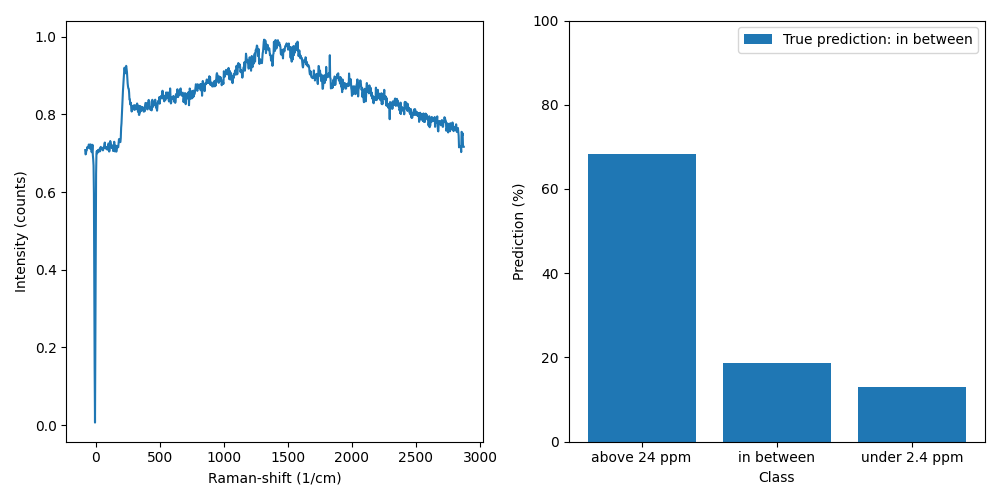 1.0
0.8
0.6
0.4
0.2
0.0
Intensity (counts)
0
500
1000
1500
2000
2500
3000
Raman-shift (1/cm)
100
80
60
40
20
0
Prediction (%)
True prediction: in between
above 24 ppm
in between
under 2.4 ppm
Class